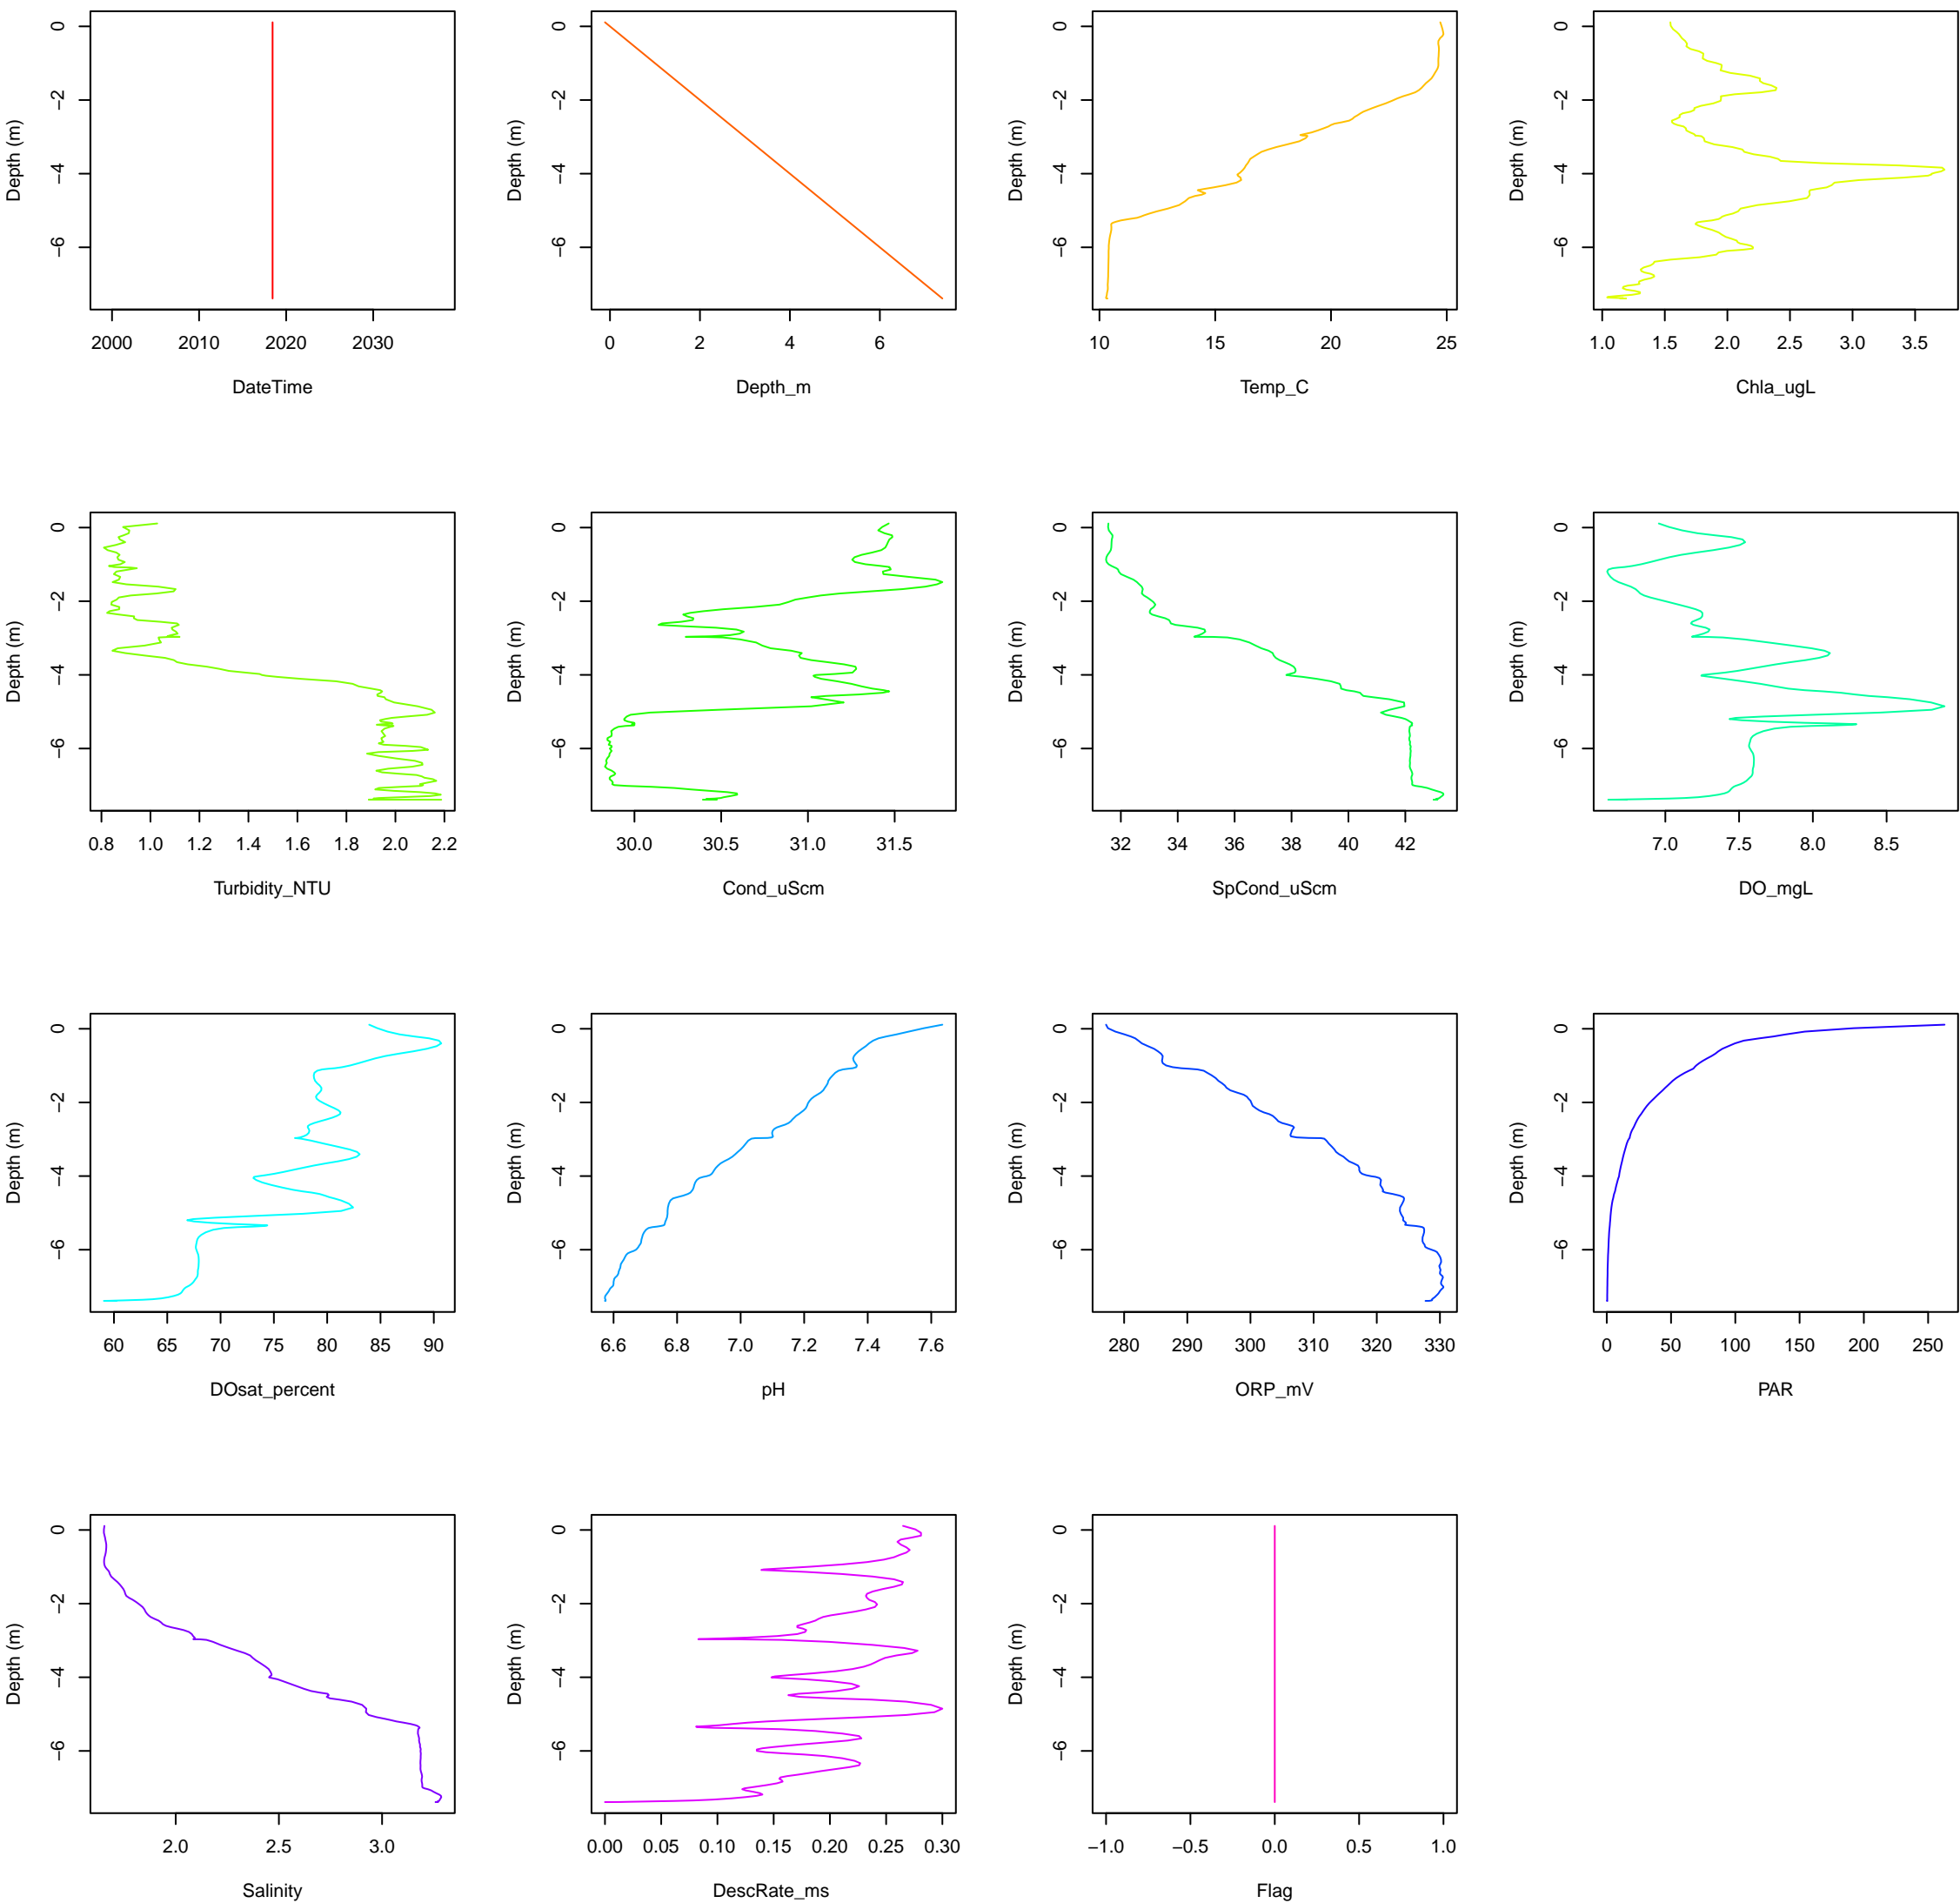 0 0 0 0
−2 −2 −2 −2
Depth (m) Depth (m) Depth (m) Depth (m)
−4 −4 −4 −4
−6 −6 −6 −6
2000 2010 2020 2030 0 2 4 6 10 15 20 25 1.0 1.5 2.0 2.5 3.0 3.5
DateTime Depth_m Temp_C Chla_ugL
0 0 0 0
−2 −2 −2 −2
Depth (m) Depth (m) Depth (m) Depth (m)
−4 −4 −4 −4
−6 −6 −6 −6
0.8 1.0 1.2 1.4 1.6 1.8 2.0 2.2 30.0 30.5 31.0 31.5 32 34 36 38 40 42 7.0 7.5 8.0 8.5
Turbidity_NTU Cond_uScm SpCond_uScm DO_mgL
0 0 0 0
−2 −2 −2 −2
Depth (m) Depth (m) Depth (m) Depth (m)
−4 −4 −4 −4
−6 −6 −6 −6
60 65 70 75 80 85 90 6.6 6.8 7.0 7.2 7.4 7.6 280 290 300 310 320 330 0 50 100 150 200 250
DOsat_percent pH ORP_mV PAR
0 0 0
−2 −2 −2
Depth (m) Depth (m) Depth (m)
−4 −4 −4
−6 −6 −6
2.0 2.5 3.0 0.00 0.05 0.10 0.15 0.20 0.25 0.30 −1.0 −0.5 0.0 0.5 1.0
Salinity DescRate_ms Flag